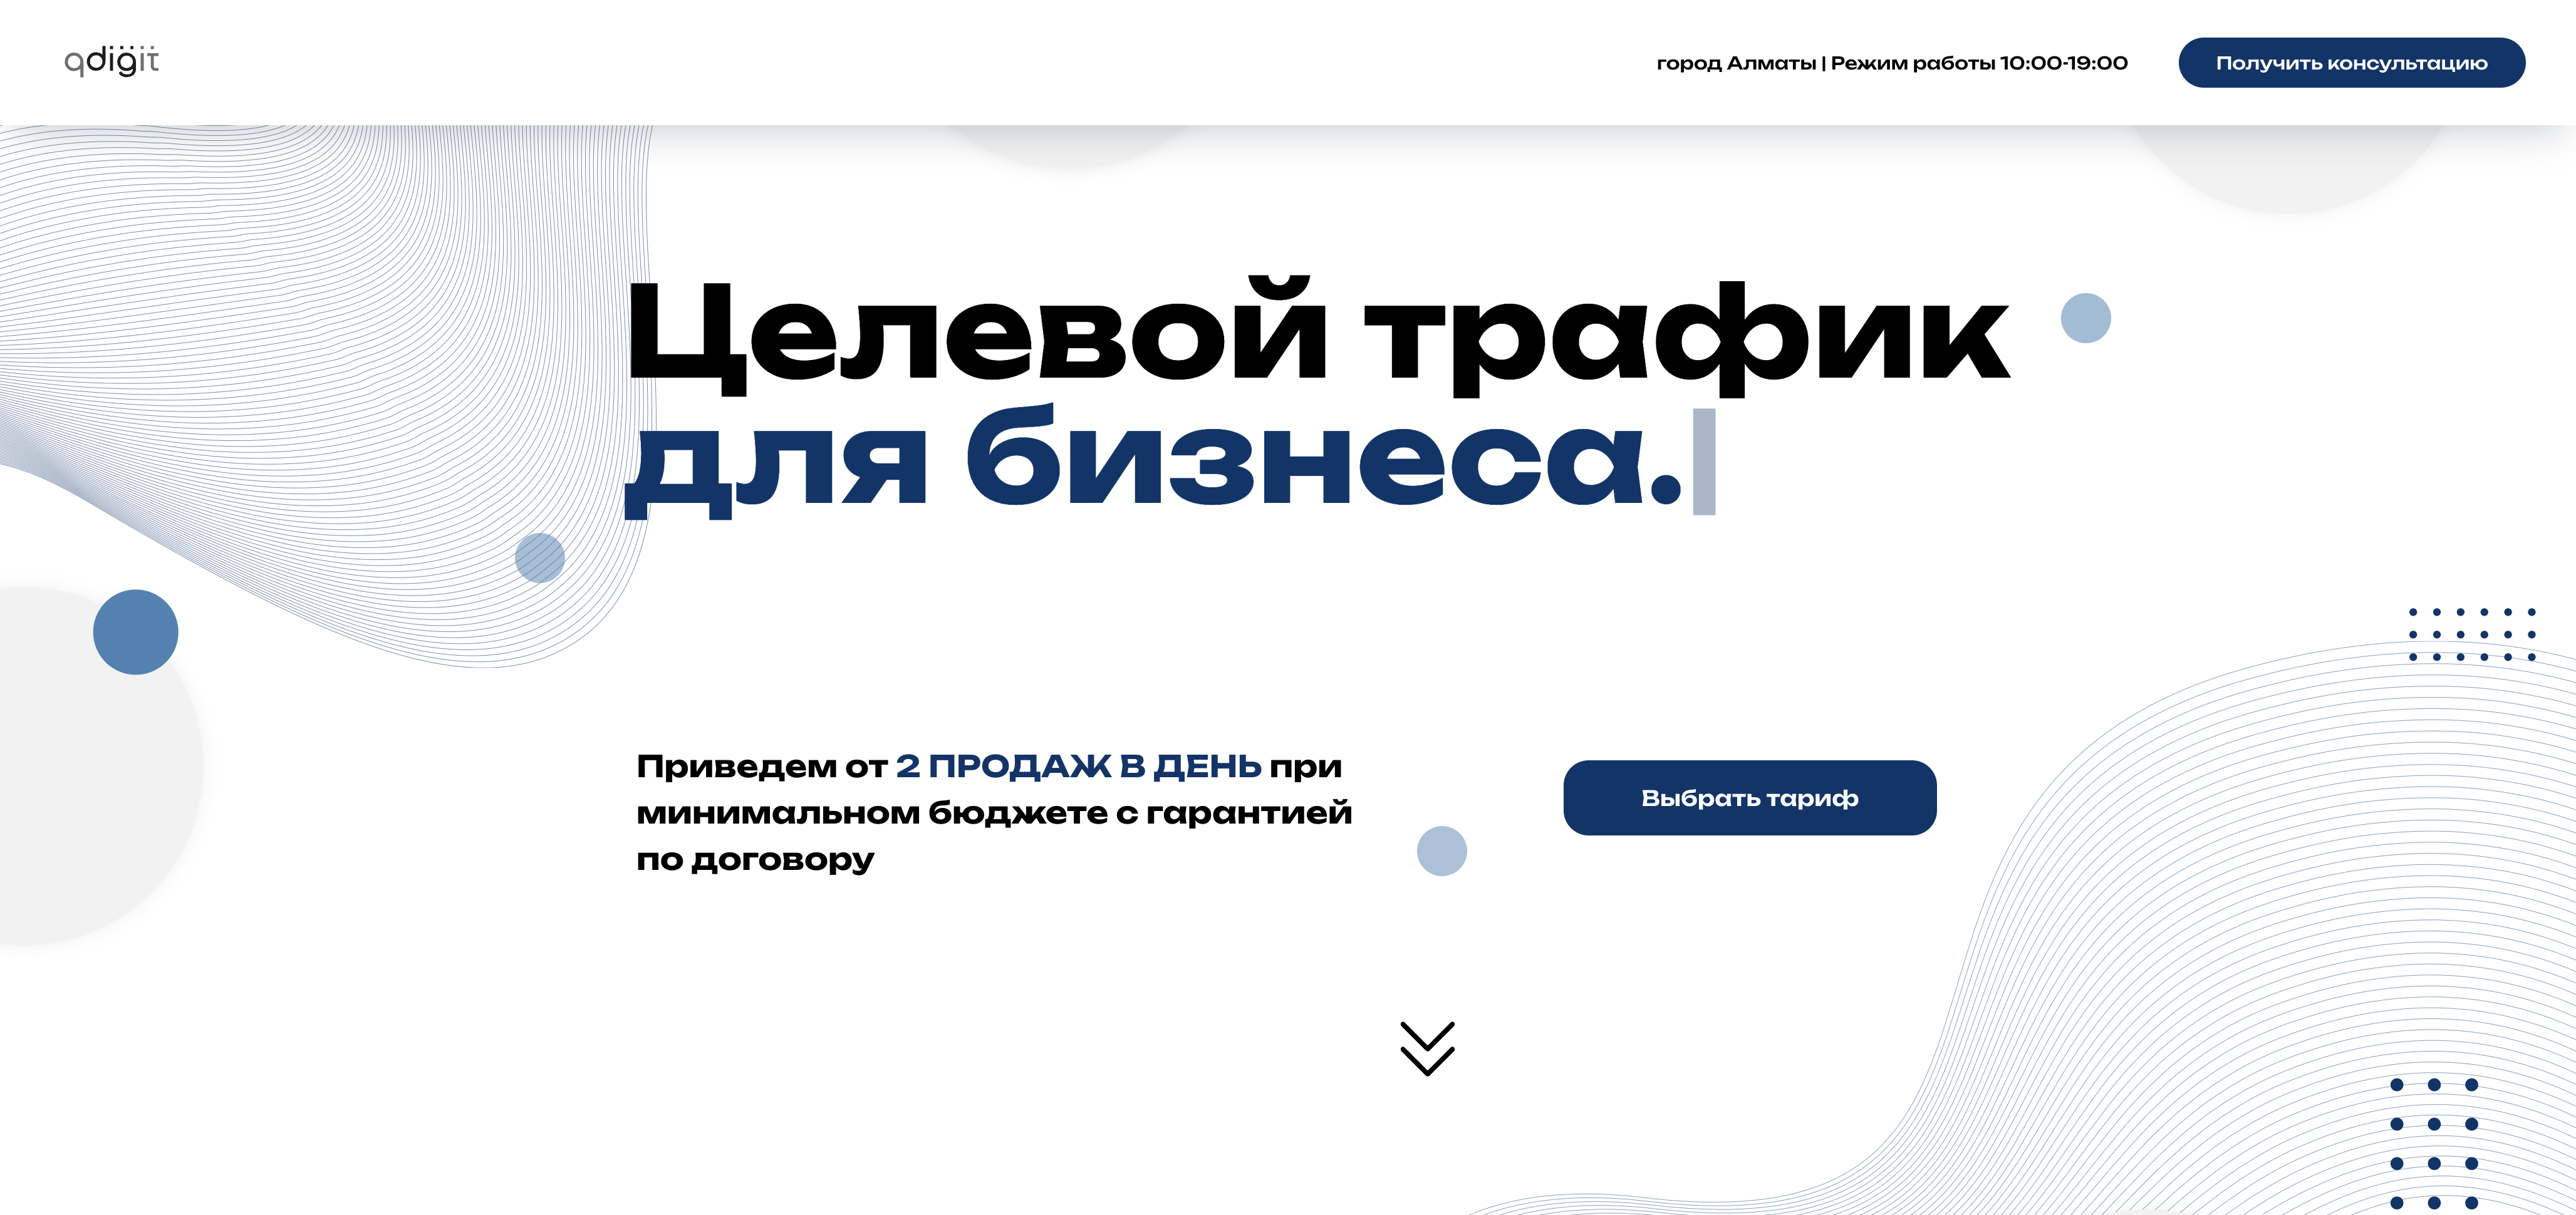 qdigit
город Алматы | Режим работы 10:00-19:00
Получить консультацию
Целевой трафик
для бизнеса.|
Приведем от 2 ПРОДАЖ В ДЕНЬ при
минимальном бюджете с гарантией
по договору
Выбрать тариф